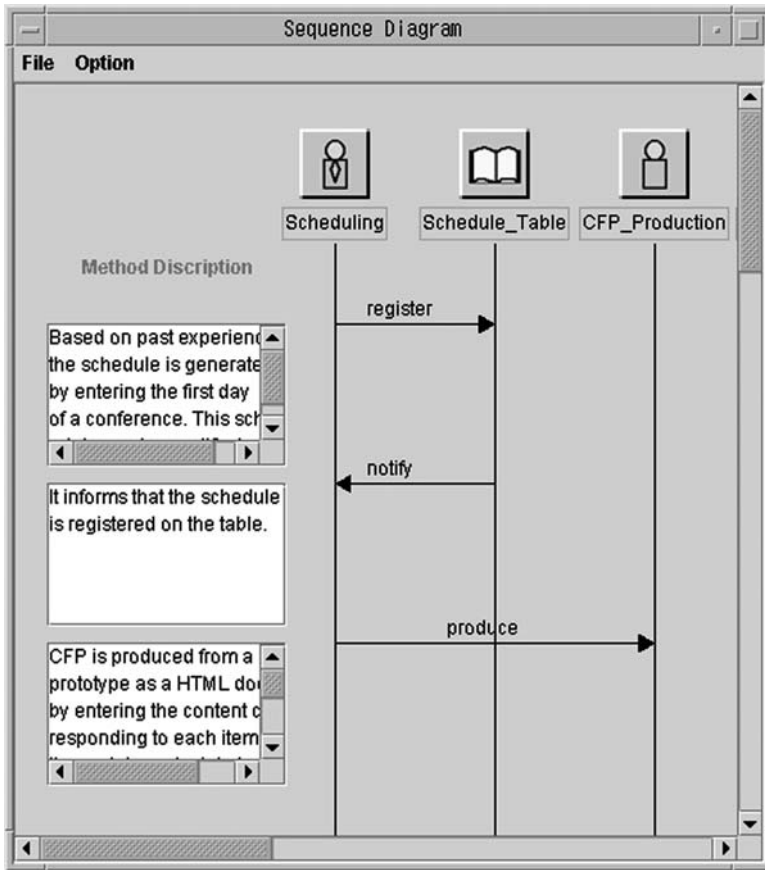 Sequence Diagram
File Option
Scheduling
Schedule_Table
CFP_Production
Method Discription
register
Based on past experienc
the schedule is generate
by entering the first day
of a conference. This sch
notify
It informs that the schedule
is registered on the table.
produce
CFP is produced from a
prototype as a HTML do
by entering the content c
responding to each item